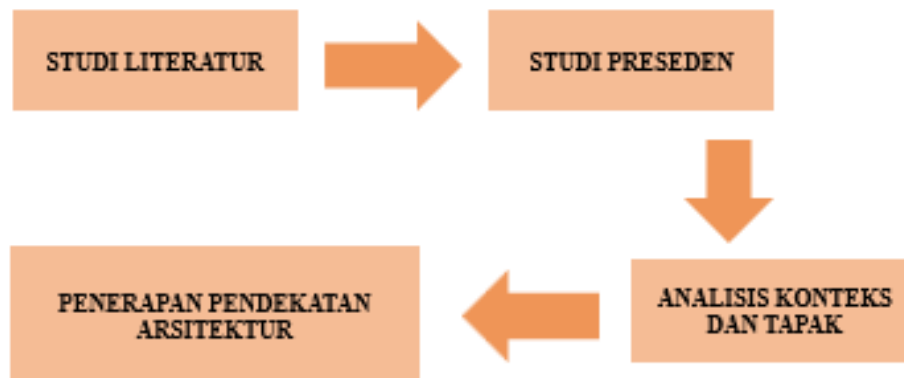 STUDI LITERATUR
STUDI PRESEDEN
ANALISIS KONTEKS
DAN TAPAK
PENERAPAN PENDEKATAN
ARSITEKTUR